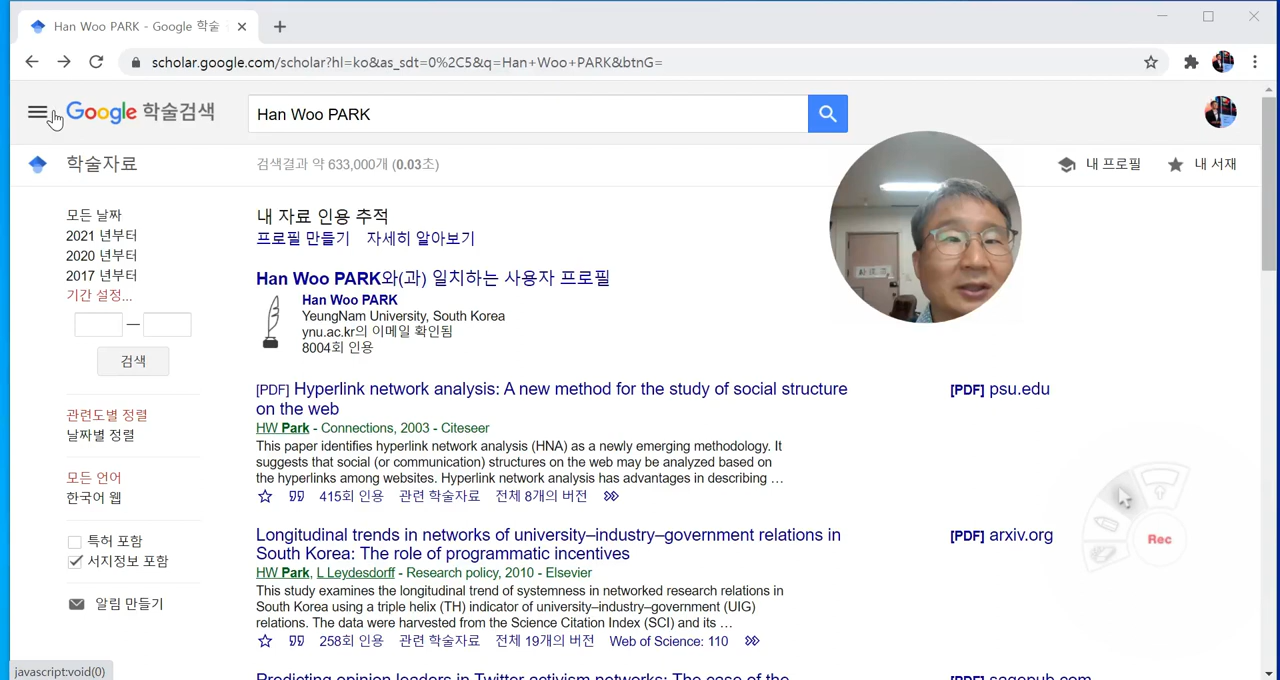 Han Woo PARK - Google 학술
scholar.google.com/scholar?hl=ko&as_sdt=0%2C5&q=Han+Woo+PARK&btnG=
Google 학술검색
Han Woo PARK
학술자료
검색결과 약 633,000개 (0.03초)
내 프로필
내 서재
모든 날짜
2021 년부터
2020 년부터
2017 년부터
기간 설정...
—
검색
관련도별 정렬
날짜별 정렬
모든 언어
한국어 웹
특허 포함
서지정보 포함
알림 만들기
내 자료 인용 추적
프로필 만들기 자세히 알아보기
Han Woo PARK와(과) 일치하는 사용자 프로필
Han Woo PARK
YeungNam University, South Korea
ynu.ac.kr의 이메일 확인됨
8004회 인용
[PDF] Hyperlink network analysis: A new method for the study of social structure
on the web
HW Park - Connections, 2003 - Citeseer
This paper identifies hyperlink network analysis (HNA) as a newly emerging methodology. It
suggests that social (or communication) structures on the web may be analyzed based on
the hyperlinks among websites. Hyperlink network analysis has advantages in describing …
415회 인용 관련 학술자료 전체 8개의 버전
[PDF] psu.edu
Longitudinal trends in networks of university–industry–government relations in
South Korea: The role of programmatic incentives
HW Park, L Leydesdorff - Research policy, 2010 - Elsevier
This study examines the longitudinal trend of systemness in networked research relations in
South Korea using a triple helix (TH) indicator of university–industry–government (UIG)
relations. The data were harvested from the Science Citation Index (SCI) and its …
258회 인용 관련 학술자료 전체 19개의 버전 Web of Science: 110
[PDF] arxiv.org
Predicting opinion leaders in Twitter activism networks: The case of the
[PDF] sagepub.com
Rec
javascript:void(0)